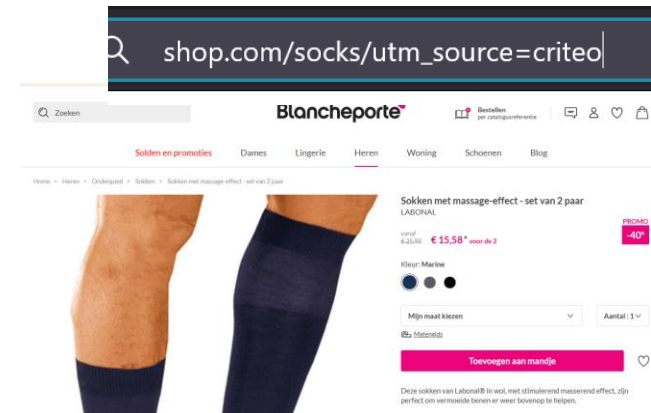 shop.com/socks/utm_source=criteo
Zoeken
Blancheporte
Bestellen
per catalogusreferentie
Solden en promoties Dames Lingerie Heren Woning Schoenen Blog
Home > Heren > Ondergoed > Sokken > Sokken met massage-effect - set van 2 paar
Sokken met massage-effect - set van 2 paar
LABONAL
PROMO
-40%
vanaf
€ 25,98 € 15,58* voor de 2
Kleur: Marine
Mijn maat kiezen
Aantal : 1
Matengids
Toevoegen aan mandje
Deze sokken van Labonal® in wol, met stimulerend masserend effect, zijn
perfect om vermoeide benen er weer bovenop te helpen.